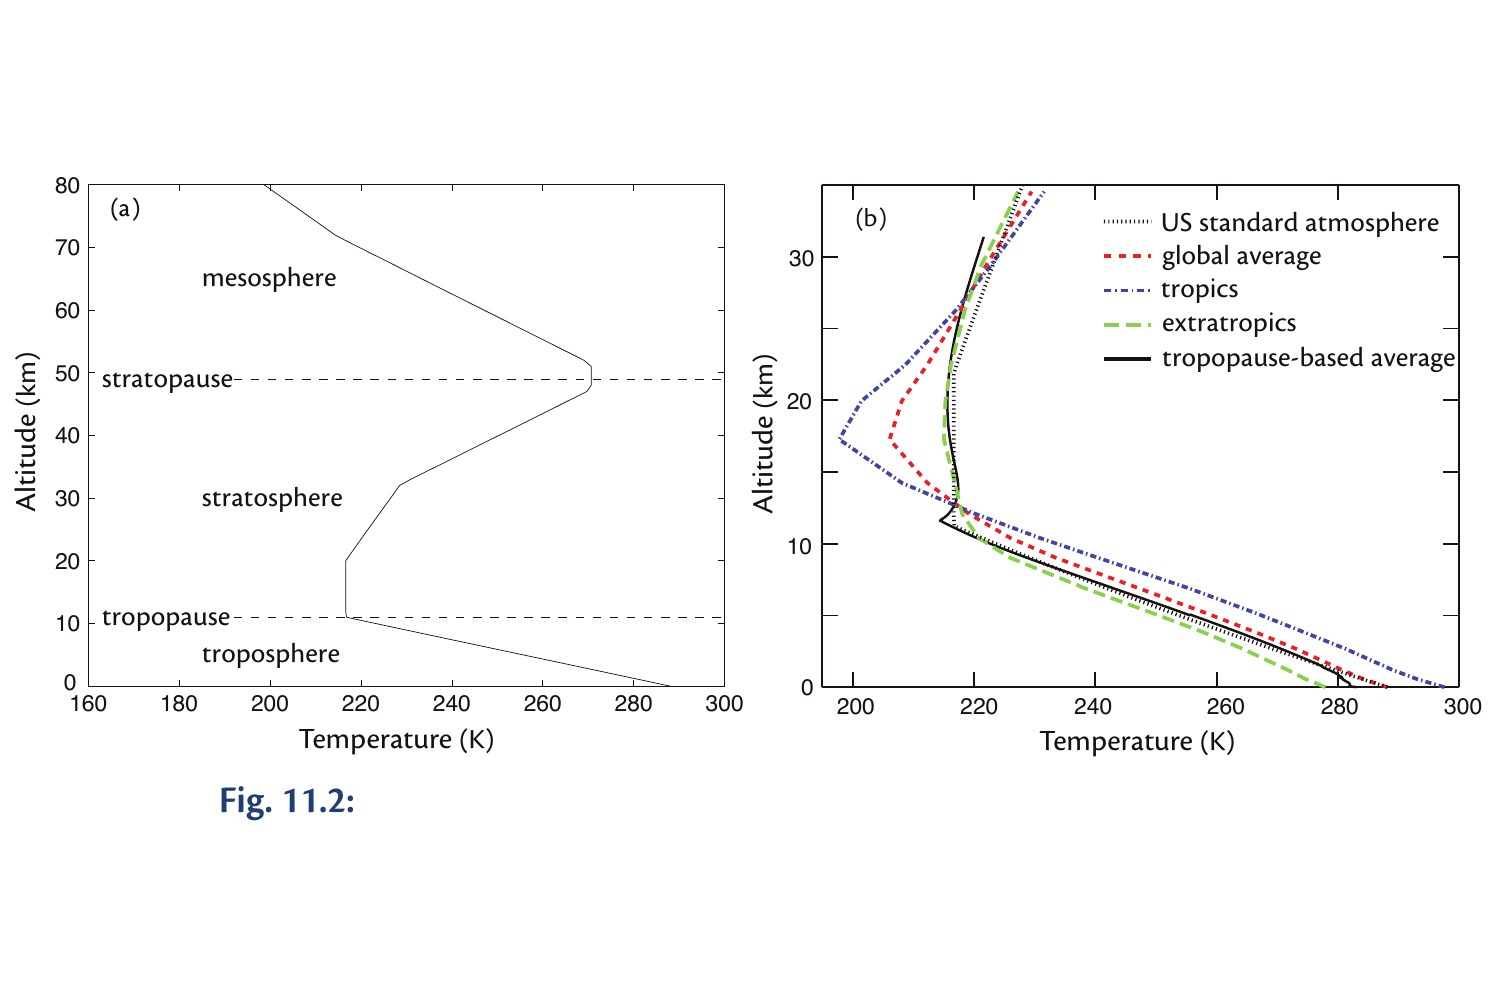 (a)
80
70
60
50
40
30
20
10
0
Altitude (km)
mesosphere
stratopause
stratosphere
tropopause
troposphere
160 180 200 220 240 260 280 300
Temperature (K)
(b)
30
20
10
0
Altitude (km)
US standard atmosphere
global average
tropics
extratropics
tropopause-based average
200 220 240 260 280 300
Temperature (K)
Fig. 11.2: